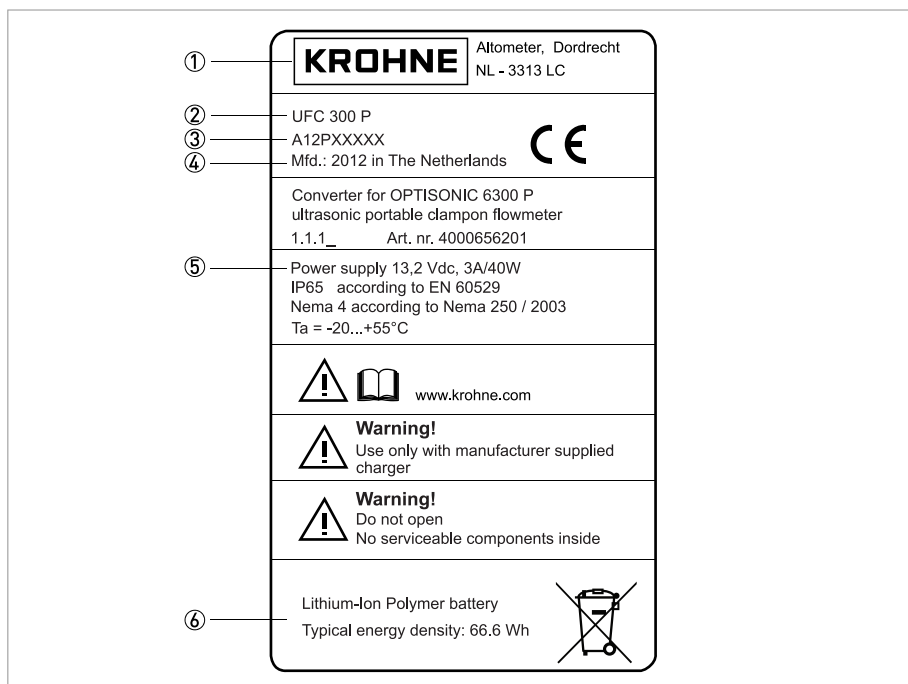 ① KROHNE Altometer, Dordrecht
NL - 3313 LC
② UFC 300 P
③ A12PXXXXX
④ Mfd.: 2012 in The Netherlands
CE
Converter for OPTISONIC 6300 P
ultrasonic portable clampon flowmeter
1.1.1_ Art. nr. 4000656201
⑤ Power supply 13,2 Vdc, 3A/40W
IP65 according to EN 60529
Nema 4 according to Nema 250 / 2003
Ta = -20...+55°C
www.krohne.com
Warning!
Use only with manufacturer supplied
charger
Warning!
Do not open
No serviceable components inside
Lithium-Ion Polymer battery
⑥ Typical energy density: 66.6 Wh